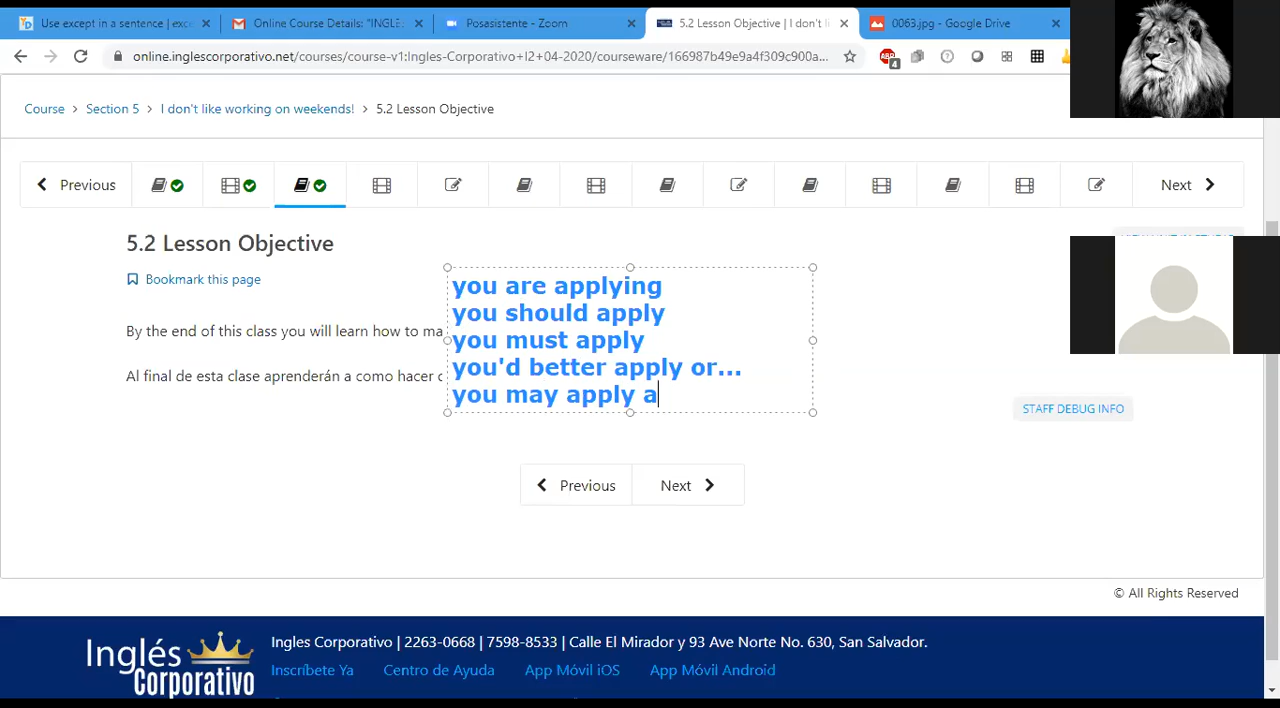 Use except in a sentence | exce
Online Course Details: "INGLE
Posasistente - Zoom
5.2 Lesson Objective | I don't li
0063.jpg - Google Drive
online.inglescorporativo.net/courses/course-v1:Ingles-Corporativo+I2+04-2020/courseware/166987b49e9a4f309c900a...
4
Course > Section 5 > I don't like working on weekends! > 5.2 Lesson Objective
Previous
Next
5.2 Lesson Objective
Bookmark this page
you are applying
you should apply
By the end of this class you will learn how to ma
you must apply
you'd better apply or...
Al final de esta clase aprenderán a como hacer
you may apply a
STAFF DEBUG INFO
Previous
Next
© All Rights Reserved
Inglés Corporativo
Ingles Corporativo | 2263-0668 | 7598-8533 | Calle El Mirador y 93 Ave Norte No. 630, San Salvador.
Inscríbete Ya
Centro de Ayuda
App Móvil iOS
App Móvil Android